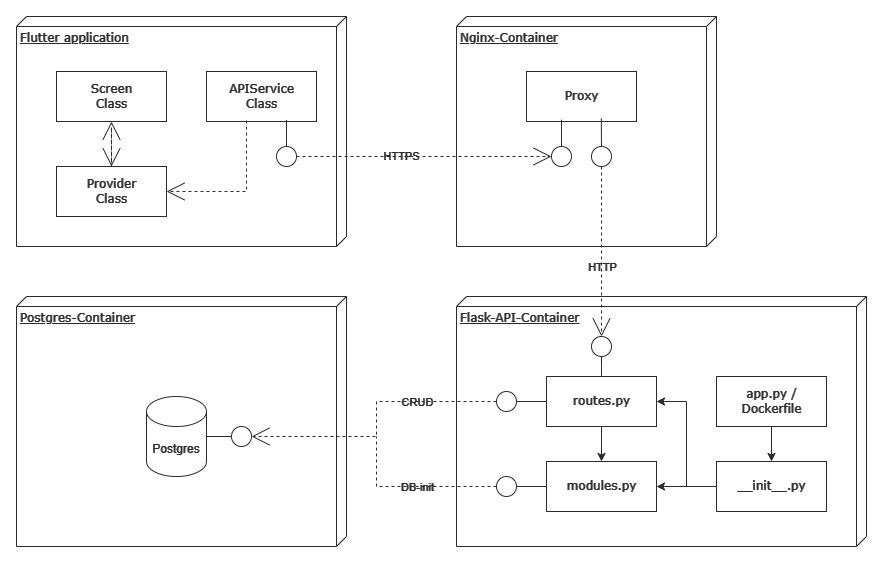 Flutter application
Screen
Class
APIService
Class
Provider
Class
HTTPS
Nginx-Container
Proxy
HTTP
Postgres-Container
Postgres
CRUD
DB-init
Flask-API-Container
routes.py
app.py /
Dockerfile
modules.py
__init__.py